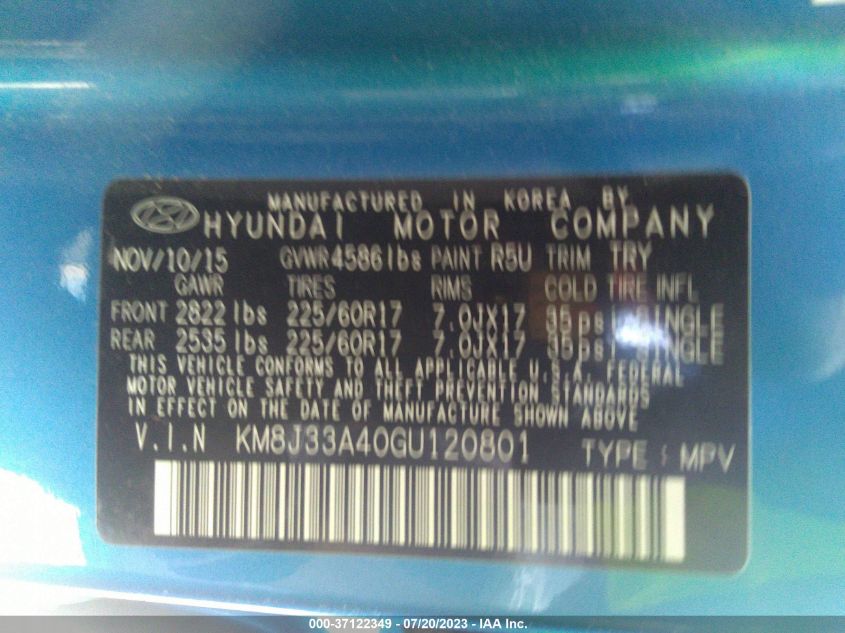 MANUFACTURED IN KOREA BY
HYUNDAI MOTOR COMPANY
NOV/10/15 GVWR 4586 lbs PAINT R5U TRIM TRY
GAWR TIRES RIMS COLD TIRE INFL
FRONT 2822 lbs 225/60R17 7.0JX17 35 psi SINGLE
REAR 2535 lbs 225/60R17 7.0JX17 35 psi SINGLE
THIS VEHICLE CONFORMS TO ALL APPLICABLE U.S.A. FEDERAL
MOTOR VEHICLE SAFETY AND THEFT PREVENTION STANDARDS
IN EFFECT ON THE DATE OF MANUFACTURE SHOWN ABOVE
V.I.N KM8J33A40GU120801 TYPE : MPV
000-37122349 - 07/20/2023 - IAA Inc.